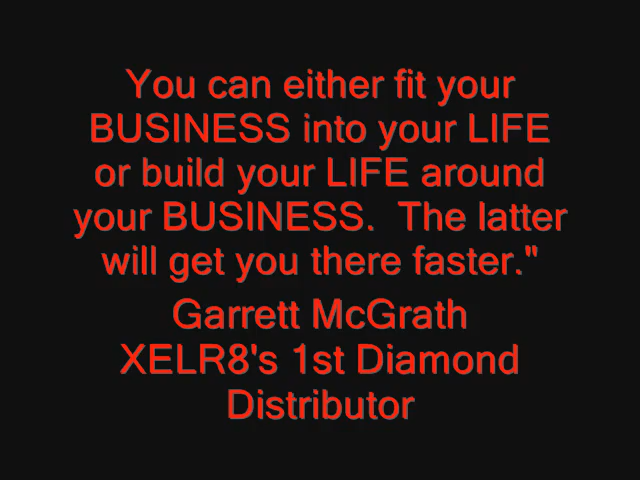 You can either fit your
BUSINESS into your LIFE
or build your LIFE around
your BUSINESS.  The latter
will get you there faster."
Garrett McGrath
XELR8's 1st Diamond
Distributor